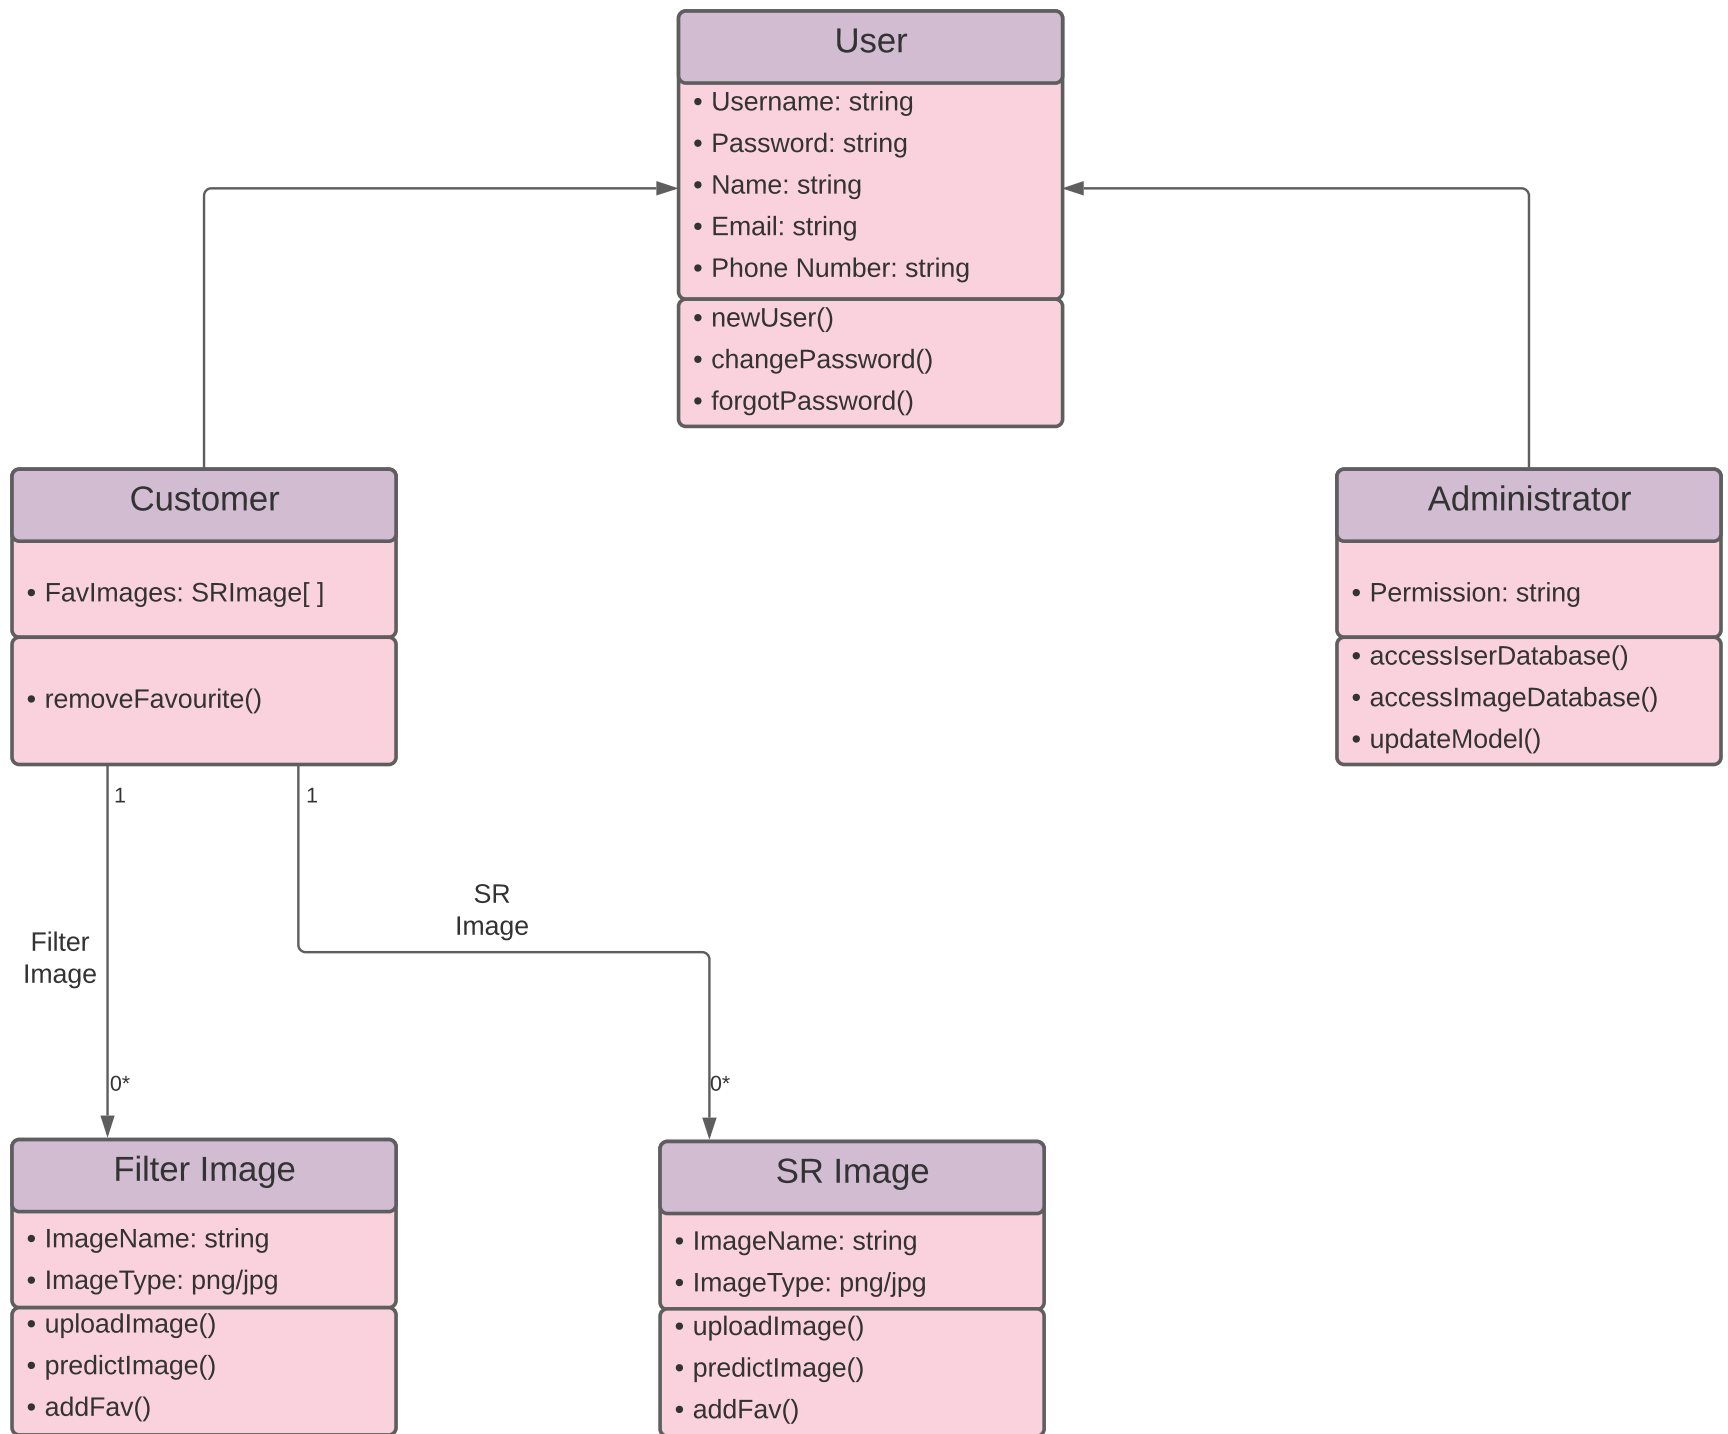 User
• Username: string
• Password: string
• Name: string
• Email: string
• Phone Number: string
• newUser()
• changePassword()
• forgotPassword()
Customer
• FavImages: SRImage[ ]
• removeFavourite()
Administrator
• Permission: string
• accessIserDatabase()
• accessImageDatabase()
• updateModel()
1
1
SR
Image
Filter
Image
0*
0*
Filter Image
• ImageName: string
• ImageType: png/jpg
• uploadImage()
• predictImage()
• addFav()
SR Image
• ImageName: string
• ImageType: png/jpg
• uploadImage()
• predictImage()
• addFav()